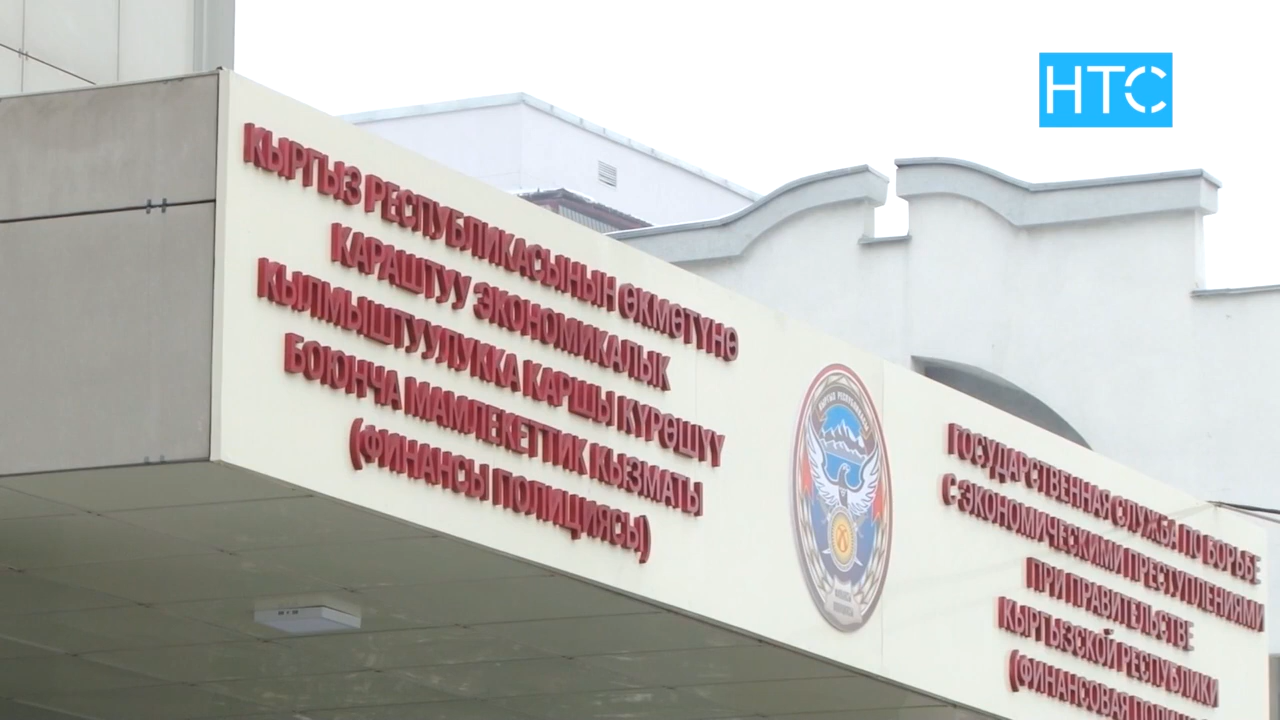 НТС
КЫРГЫЗ РЕСПУБЛИКАСЫНЫН ӨКМӨТҮНӨ
КАРАШТУУ ЭКОНОМИКАЛЫК
КЫЛМЫШТУУЛУККА КАРШЫ КҮРӨШҮҮ
БОЮНЧА МАМЛЕКЕТТИК КЫЗМАТЫ
(ФИНАНСЫ ПОЛИЦИЯСЫ)
ГОСУДАРСТВЕННАЯ СЛУЖБА ПО БОРЬБЕ
С ЭКОНОМИЧЕСКИМИ ПРЕСТУПЛЕНИЯМИ
ПРИ ПРАВИТЕЛЬСТВЕ
КЫРГЫЗСКОЙ РЕСПУБЛИКИ
(ФИНАНСОВАЯ